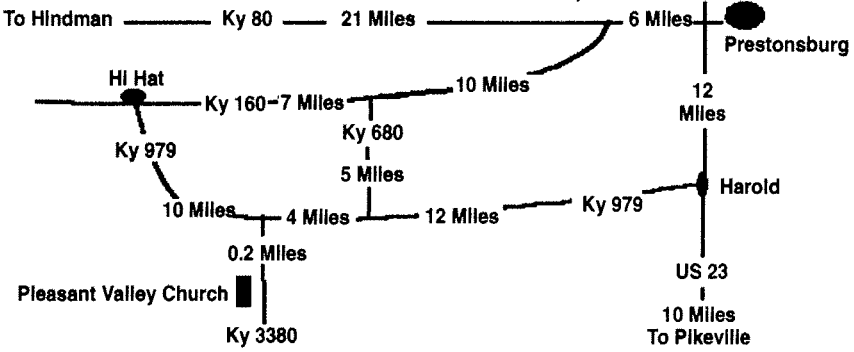 To Hindman Ky 80 21 Miles 6 Miles
Prestonsburg
Hi Hat
10 Miles
12
Miles
Ky 160-7 Miles
Ky 680
Ky 979
5 Miles
Harold
10 Miles 4 Miles 12 Miles Ky 979
0.2 Miles
US 23
Pleasant Valley Church
10 Miles
To Pikeville
Ky 3380